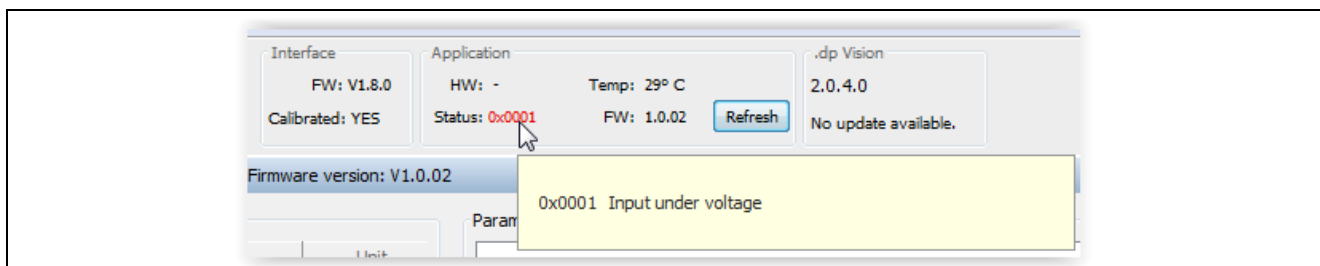 Interface
FW: V1.8.0
Calibrated: YES
Application
HW: -
Temp: 29º C
Status: 0x0001
FW: 1.0.02
Refresh
.dp Vision
2.0.4.0
No update available.
Firmware version: V1.0.02
0x0001 Input under voltage
Param
Unit